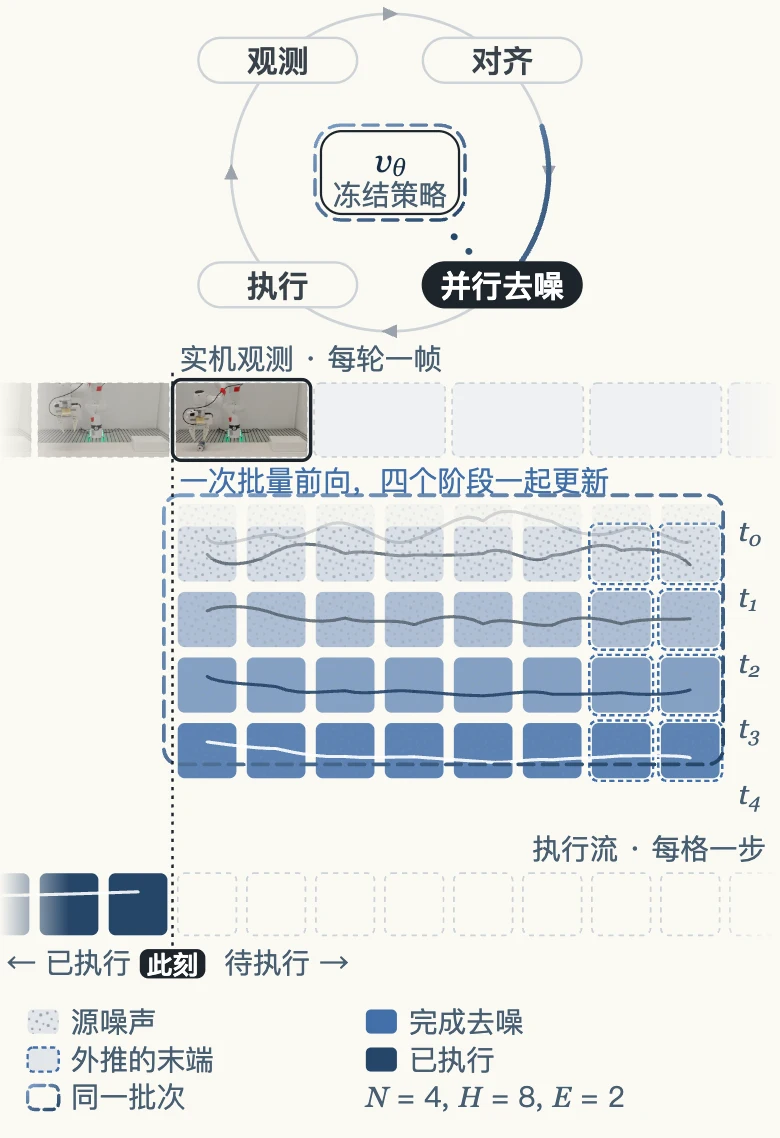 观测
对齐
v_θ
冻结策略
执行
并行去噪
实机观测 · 每轮一帧
一次批量前向，四个阶段一起更新
t₀
t₁
t₂
t₃
t₄
执行流 · 每格一步
← 已执行 此刻 待执行 →
源噪声
完成去噪
外推的末端
已执行
同一批次
N = 4, H = 8, E = 2